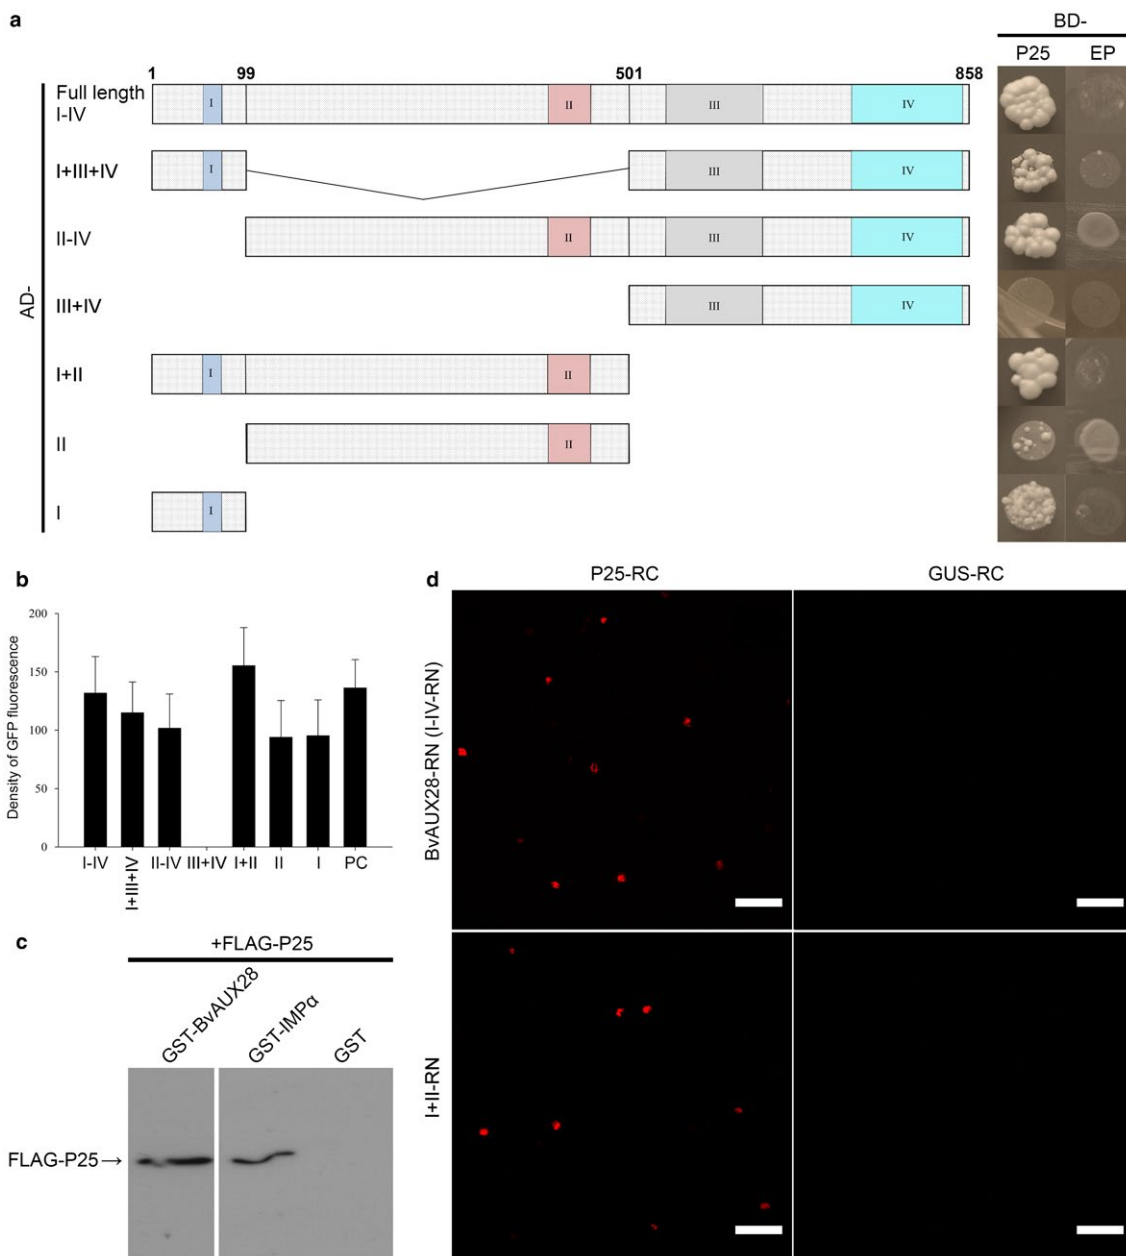 a
BD-
P25 EP
1 99 501 858
Full length
I-IV
I II III IV
I+III+IV
I III IV
II-IV
II III IV
III+IV
III IV
AD-
I+II
I II
II
II
I
I
b
200
150
100
50
0
Density of GFP fluorescence
I-IV I+III+IV II-IV III+IV I+II II I PC
c
+FLAG-P25
GST-BvAUX28 GST-IMPα GST
FLAG-P25→
d
P25-RC GUS-RC
BvAUX28-RN (I-IV-RN)
I+II-RN